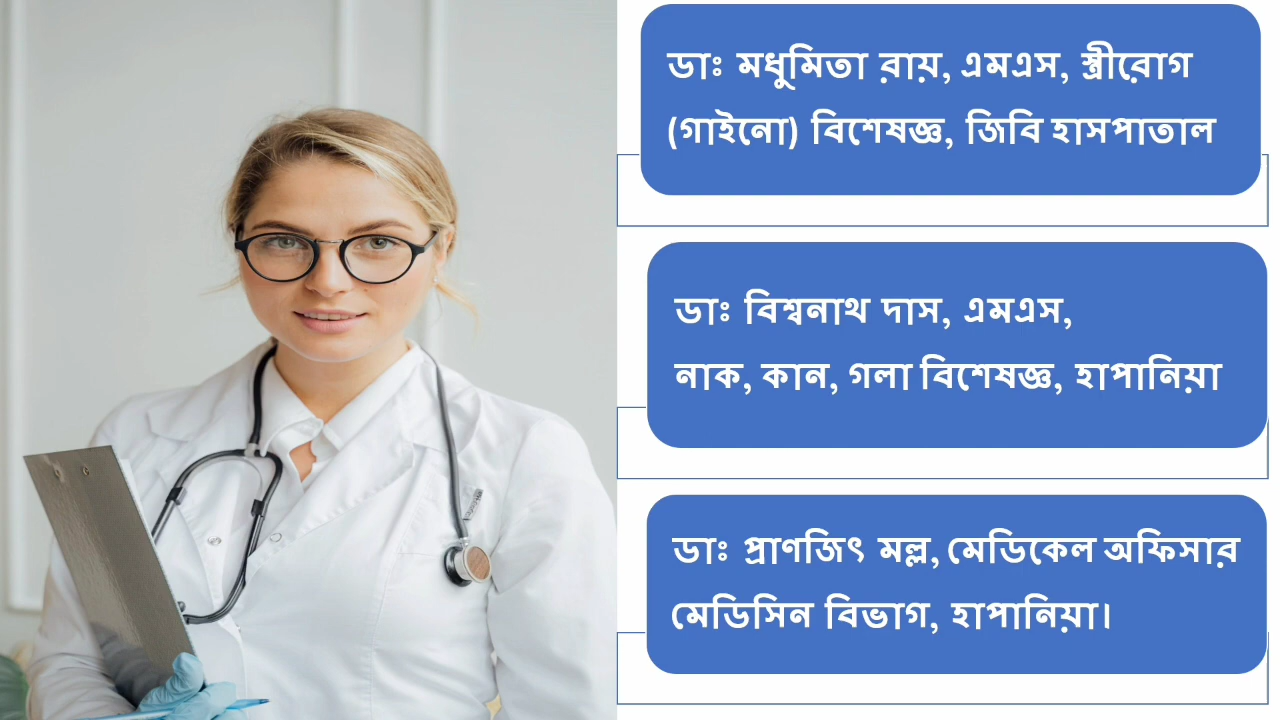 ডাঃ মধুমিতা রায়, এমএস, স্ত্রীরোগ
(গাইনো) বিশেষজ্ঞ, জিবি হাসপাতাল
ডাঃ বিশ্বনাথ দাস, এমএস,
নাক, কান, গলা বিশেষজ্ঞ, হাপানিয়া
ডাঃ প্রাণজিৎ মল্ল, মেডিকেল অফিসার
মেডিসিন বিভাগ, হাপানিয়া।